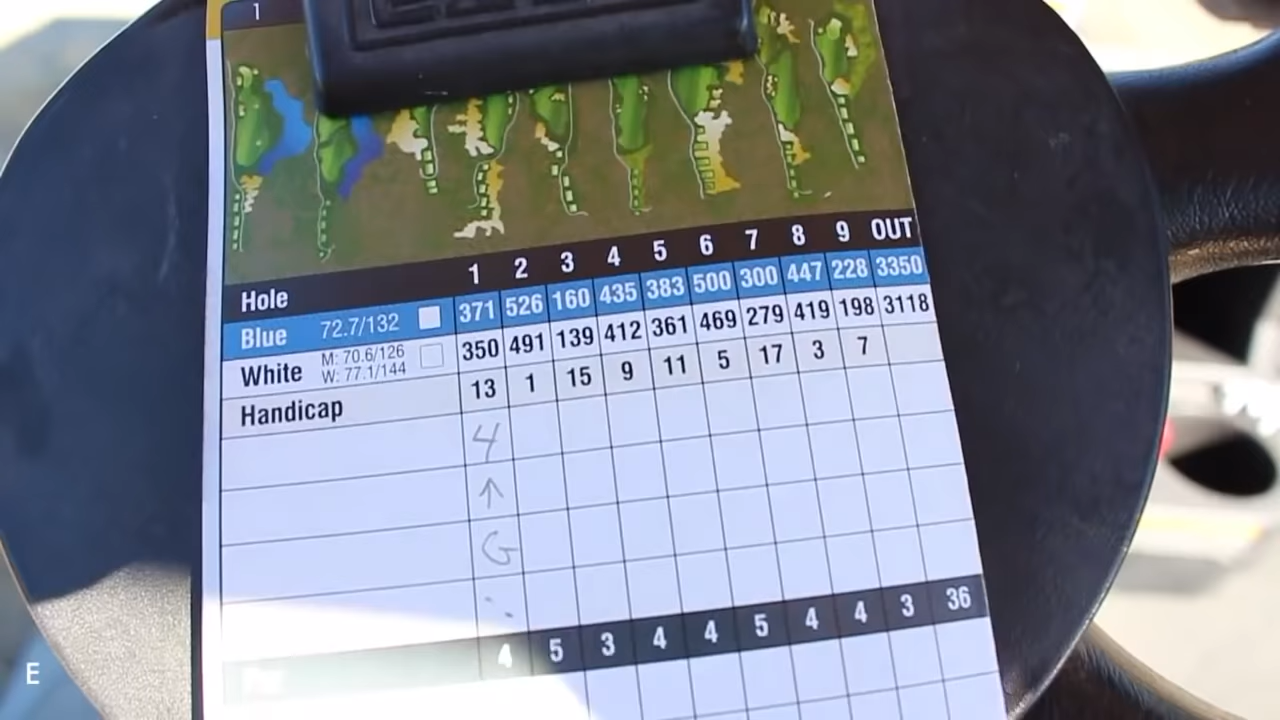 1
Hole 1 2 3 4 5 6 7 8 9 OUT
Blue 72.7/132 371 526 160 435 383 500 300 447 228 3350
White M: 70.6/126 W: 77.1/144 350 491 139 412 361 469 279 419 198 3118
Handicap 13 1 15 9 11 5 17 3 7
4
↑
G
4 5 3 4 4 5 4 4 3 36
E